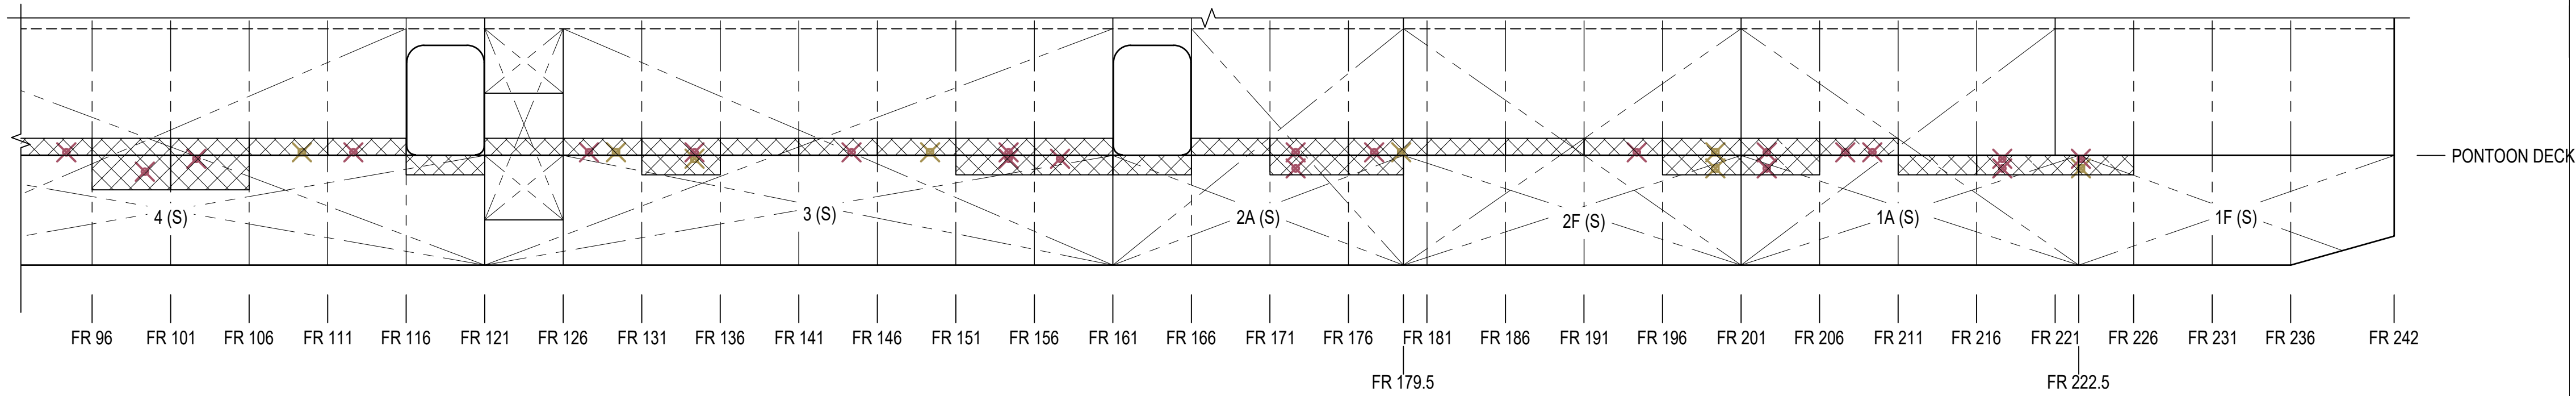 PONTOON DECK
4 (S)
3 (S)
2A (S)
2F (S)
1A (S)
1F (S)
FR 96 FR 101 FR 106 FR 111 FR 116 FR 121 FR 126 FR 131 FR 136 FR 141 FR 146 FR 151 FR 156 FR 161 FR 166 FR 171 FR 176 FR 181 FR 186 FR 191 FR 196 FR 201 FR 206 FR 211 FR 216 FR 221 FR 226 FR 231 FR 236 FR 242
FR 179.5 FR 222.5